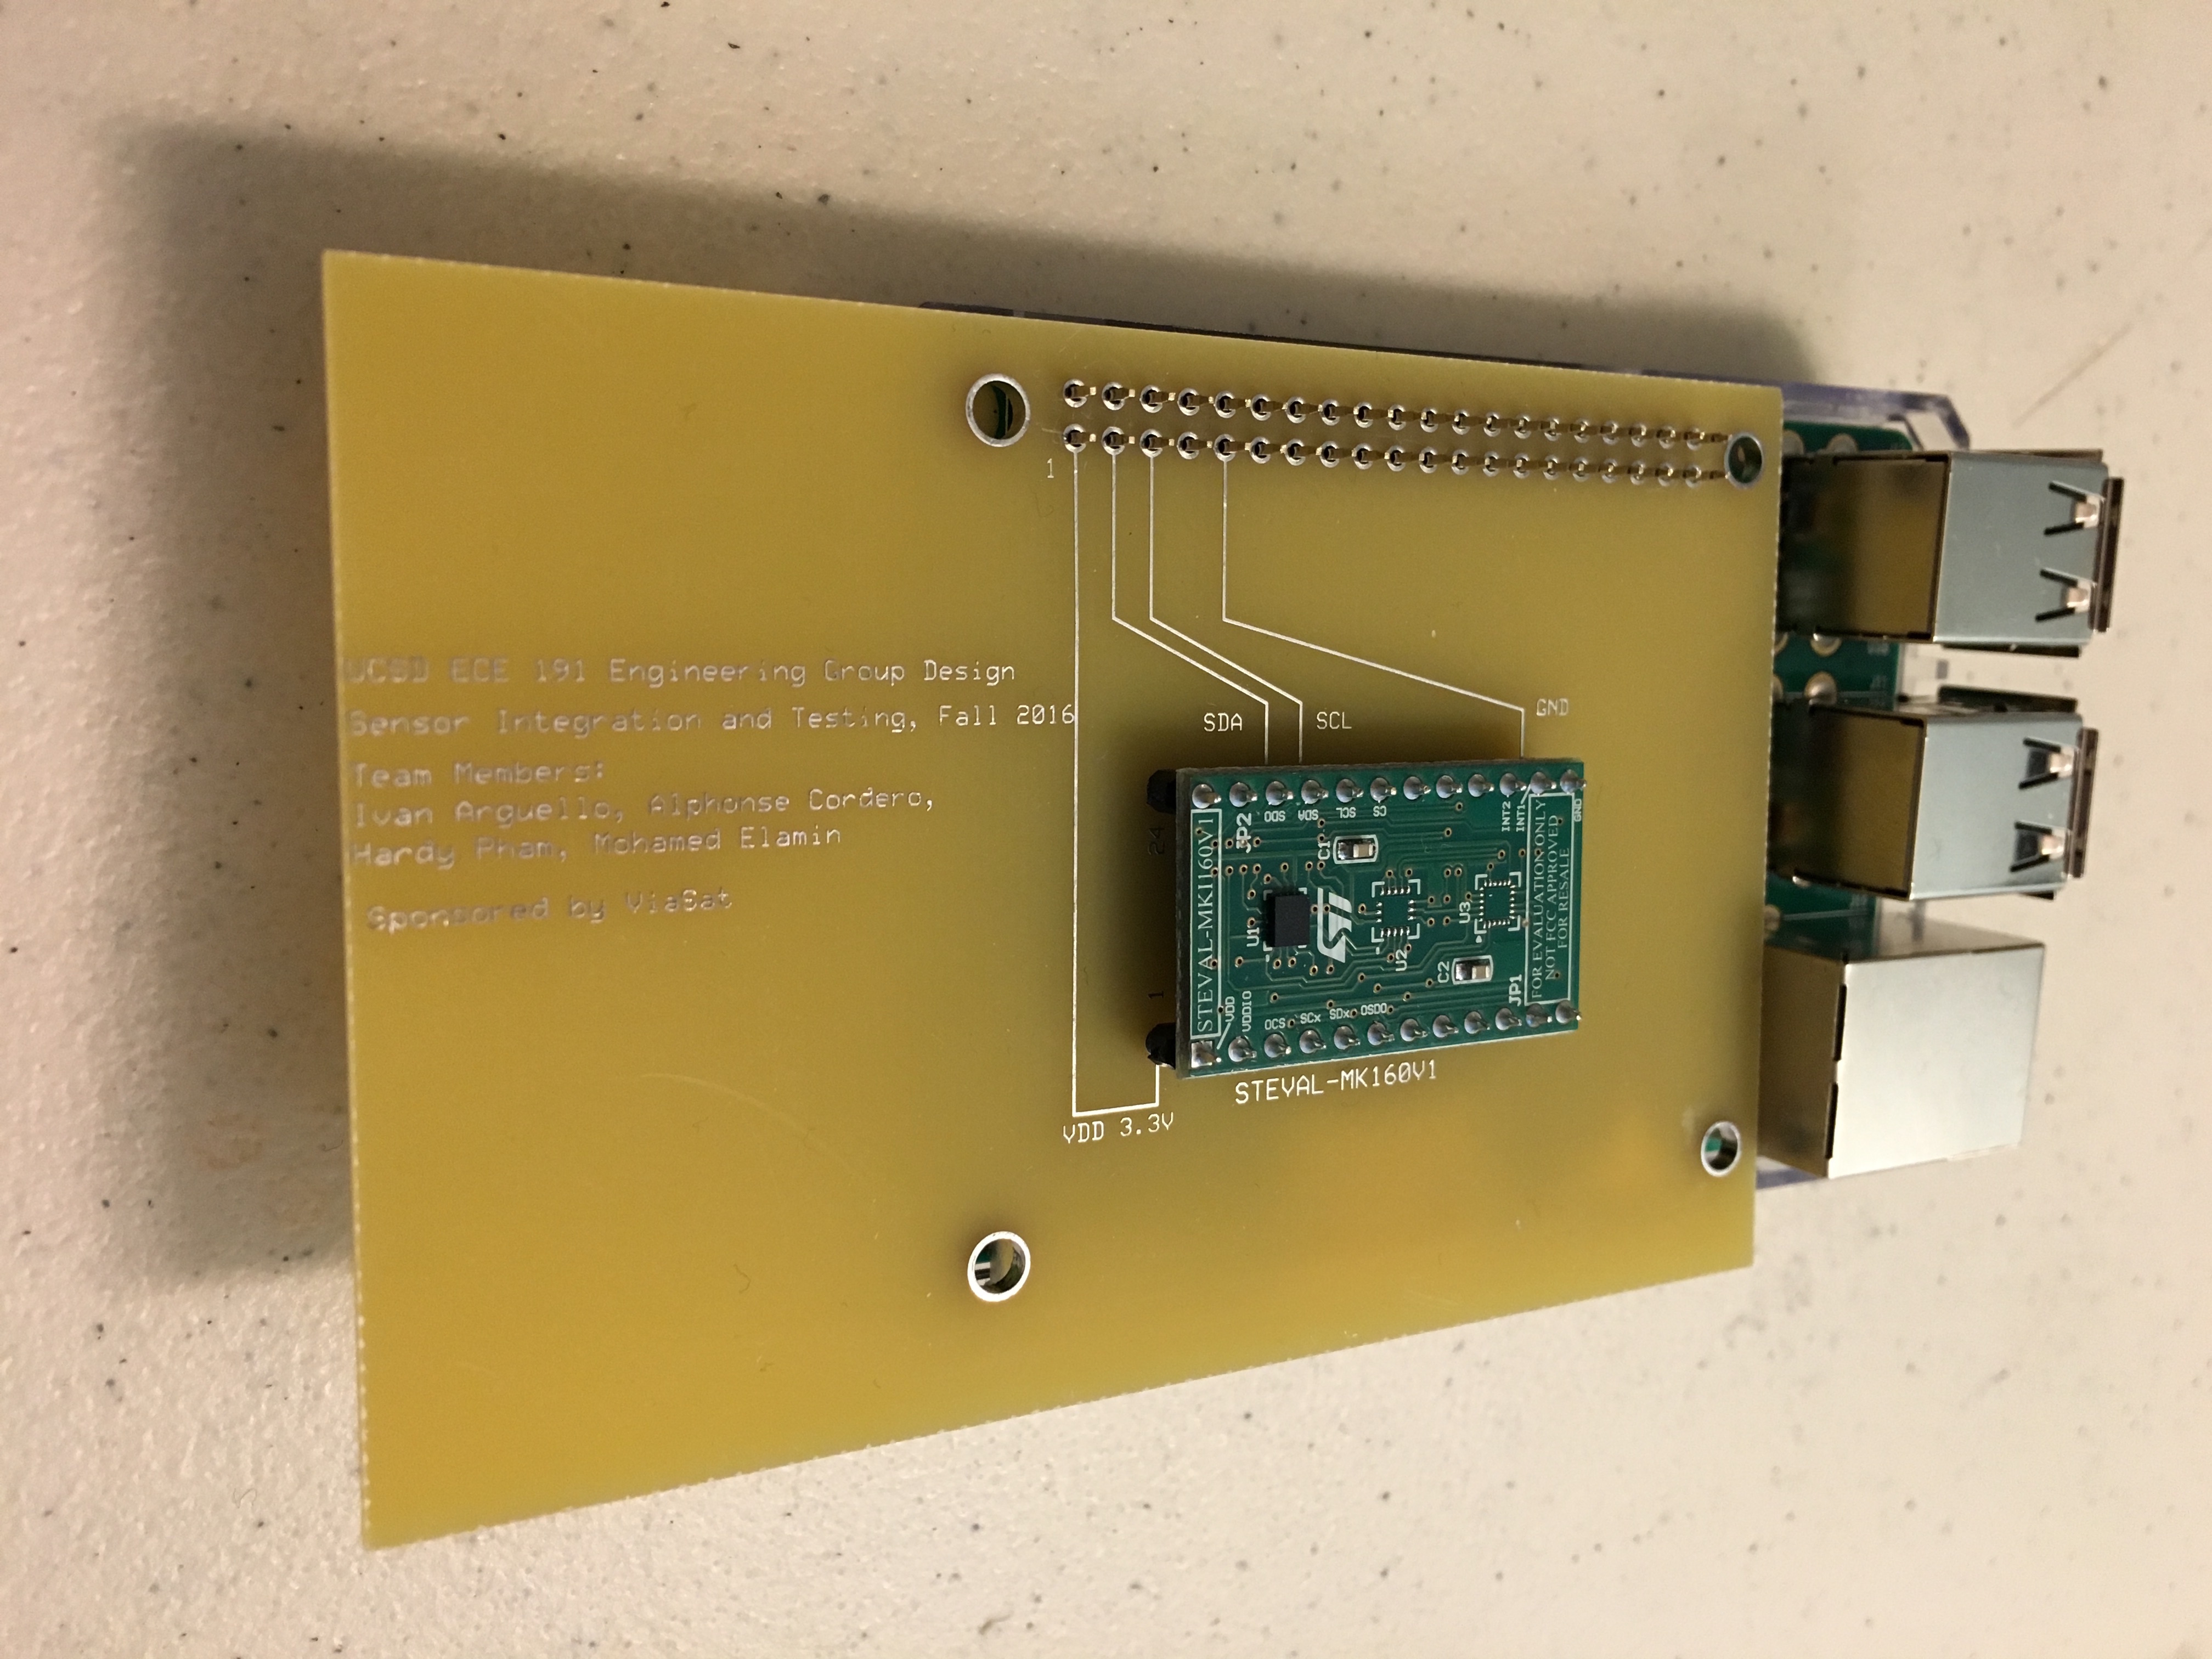 UCSD ECE 191 Engineering Group Design
Sensor Integration and Testing, Fall 2016
Team Members:
Ivan Arguello, Alphonse Cordero,
Hardy Pham, Mohamed Elamin
Sponsored by ViaSat
1
SDA
SCL
GND
24
1
STEVAL-MKI160V1
JP2
SDO
SDA
SCL
CS
INT2
INT1
GND
C1
U1
ST
U2
U3
C2
VDD
VDDIO
OCS
SCx
SDx
OSDO
JP1
FOR EVALUATION ONLY
NOT FCC APPROVED
FOR RESALE
STEVAL-MK160V1
VDD 3.3V